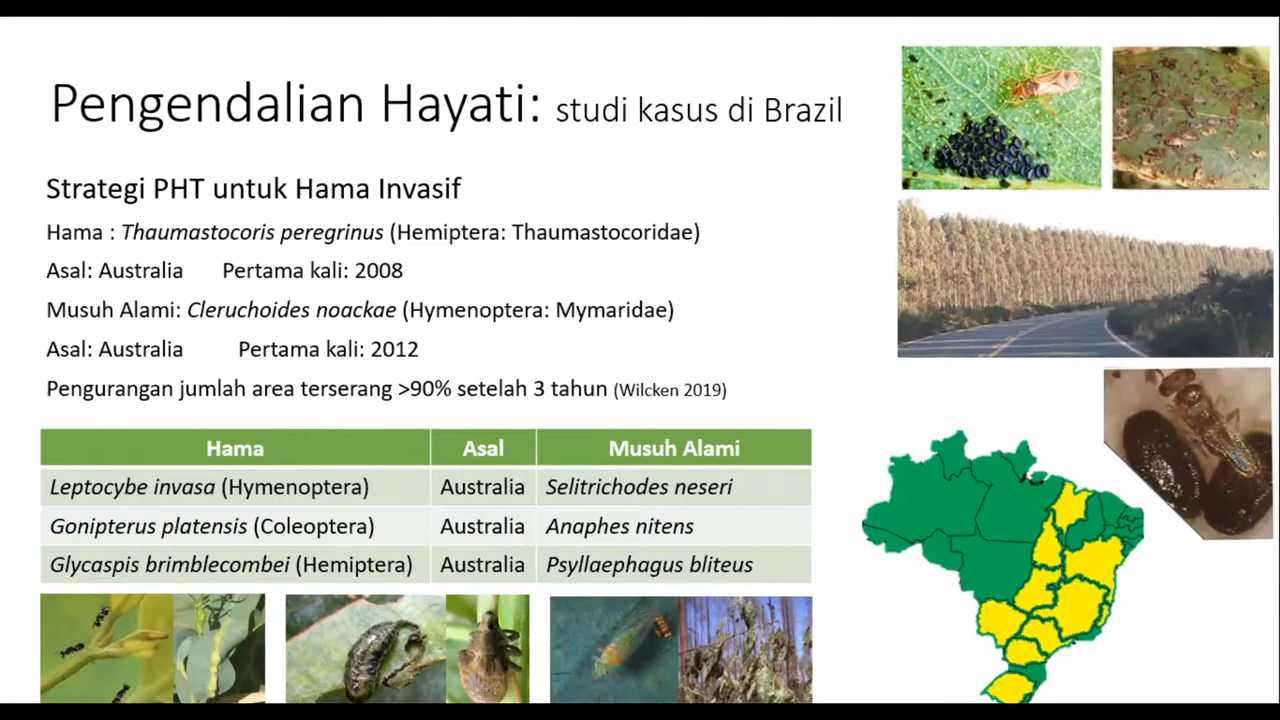 Pengendalian Hayati: studi kasus di Brazil
Strategi PHT untuk Hama Invasif
Hama : Thaumastocoris peregrinus (Hemiptera: Thaumastocoridae)
Asal: Australia Pertama kali: 2008
Musuh Alami: Cleruchoides noackae (Hymenoptera: Mymaridae)
Asal: Australia Pertama kali: 2012
Pengurangan jumlah area terserang >90% setelah 3 tahun (Wilcken 2019)
Hama Asal Musuh Alami
Leptocybe invasa (Hymenoptera) Australia Selitrichodes neseri
Gonipterus platensis (Coleoptera) Australia Anaphes nitens
Glycaspis brimblecombei (Hemiptera) Australia Psyllaephagus bliteus